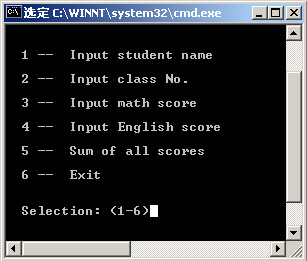 选定 C:\WINNT\system32\cmd.exe
1 -- Input student name
2 -- Input class No.
3 -- Input math score
4 -- Input English score
5 -- Sum of all scores
6 -- Exit
Selection: (1-6)